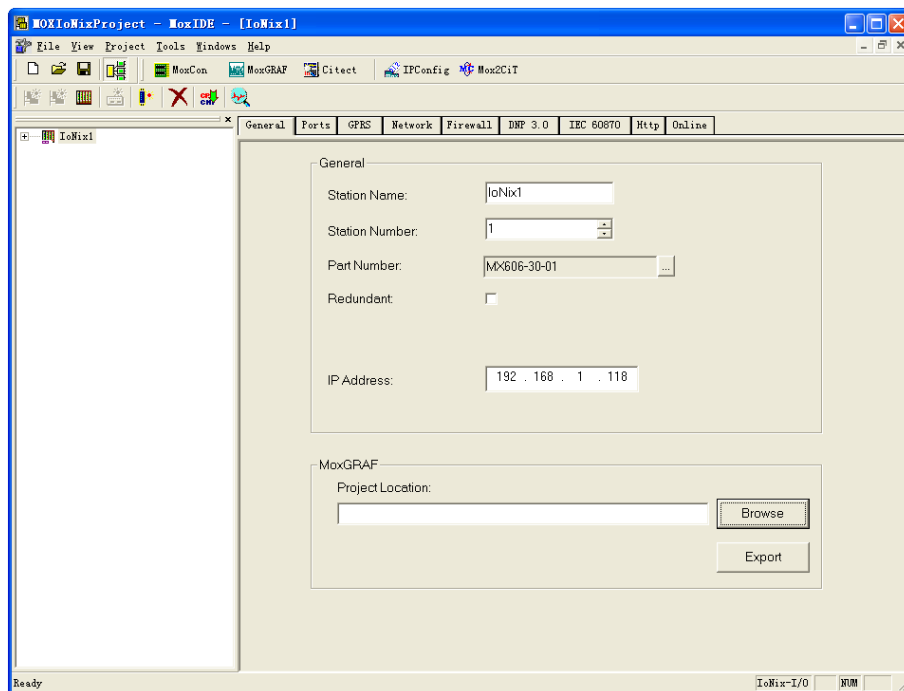 MOXIoNixProject - MoxIDE - [IoNix1]
File View Project Tools Windows Help
MoxCon MoxGRAF Citect IPConfig Mox2CiT
General Ports GPRS Network Firewall DNP 3.0 IEC 60870 Http Online
IoNix1
General
Station Name: IoNix1
Station Number: 1
Part Number: MX606-30-01 ...
Redundant:
IP Address: 192 . 168 . 1 . 118
MoxGRAF
Project Location:
Browse
Export
Ready IoNix-I/O NUM